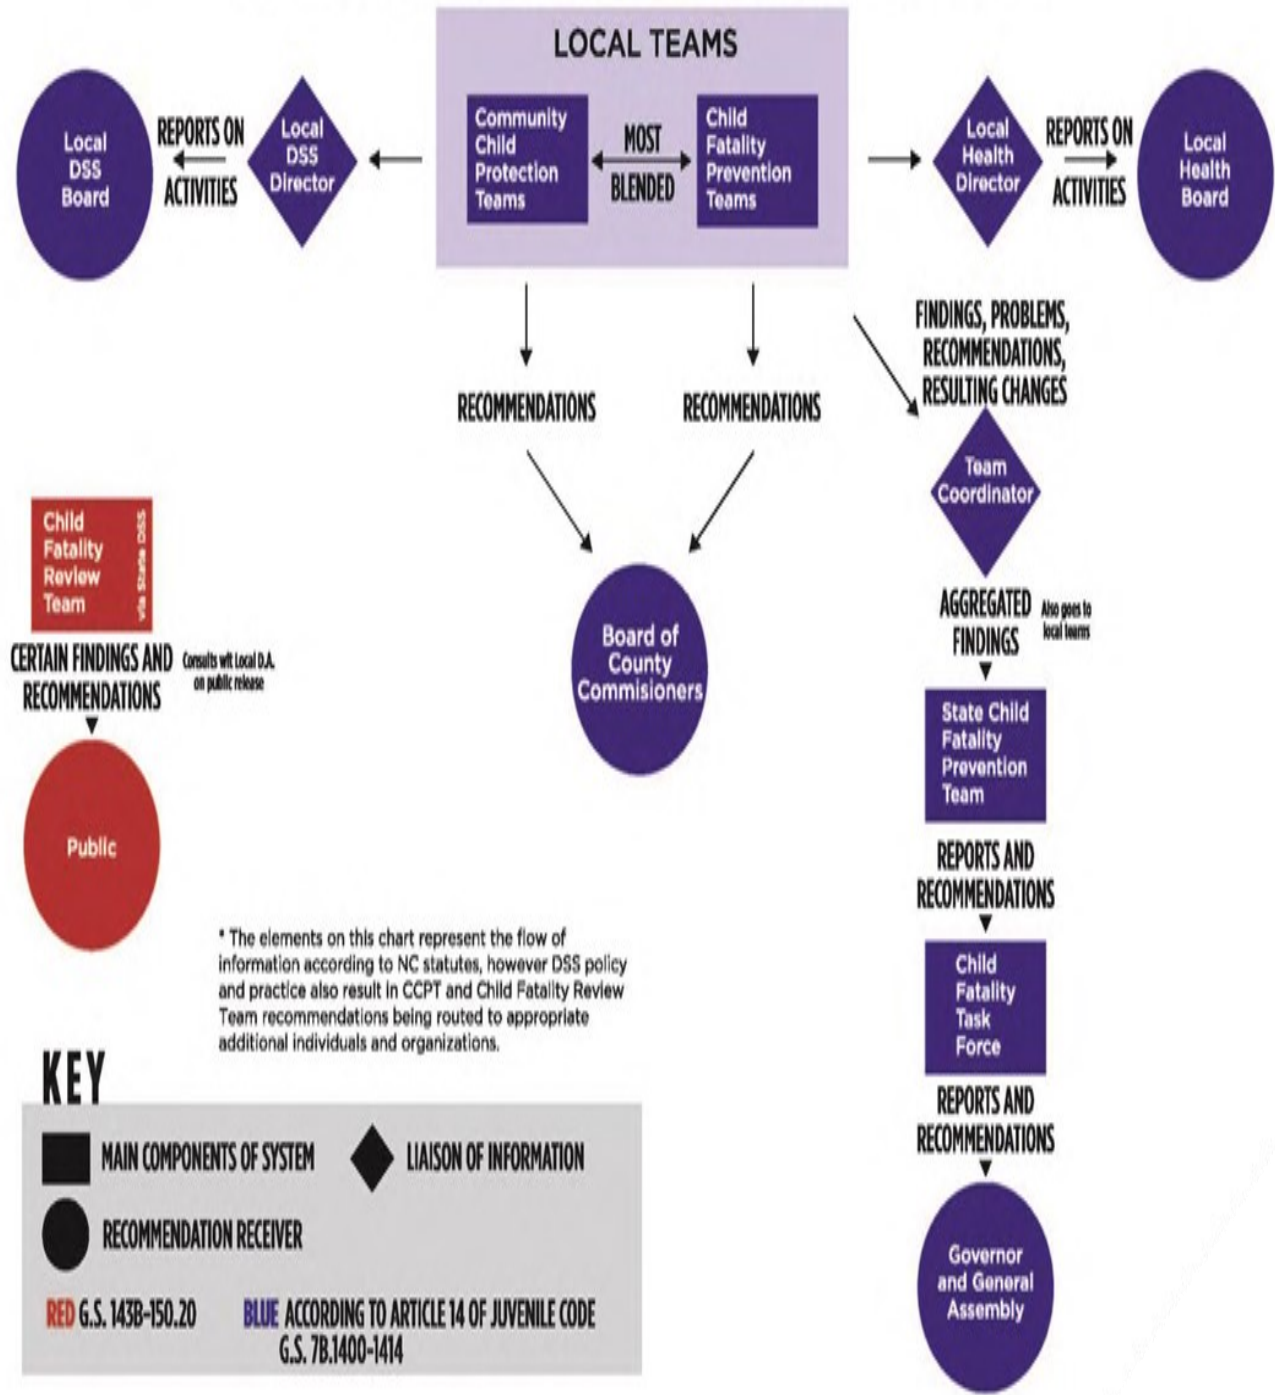 LOCAL TEAMS
Local
DSS
Board
REPORTS ON
ACTIVITIES
Local
DSS
Director
Community
Child
Protection
Teams
MOST
BLENDED
Child
Fatality
Prevention
Teams
Local
Health
Director
REPORTS ON
ACTIVITIES
Local
Health
Board
RECOMMENDATIONS
RECOMMENDATIONS
Board of
County
Commisioners
FINDINGS, PROBLEMS,
RECOMMENDATIONS,
RESULTING CHANGES
Team
Coordinator
AGGREGATED
FINDINGS
Also goes to
local teams
State Child
Fatality
Prevention
Team
REPORTS AND
RECOMMENDATIONS
Child
Fatality
Task
Force
REPORTS AND
RECOMMENDATIONS
Governor
and General
Assembly
Child
Fatality
Review
Team
via State DSS
CERTAIN FINDINGS AND
RECOMMENDATIONS
Consults wit Local D.A.
on public release
Public
* The elements on this chart represent the flow of
information according to NC statutes, however DSS policy
and practice also result in CCPT and Child Fatality Review
Team recommendations being routed to appropriate
additional individuals and organizations.
KEY
MAIN COMPONENTS OF SYSTEM
LIAISON OF INFORMATION
RECOMMENDATION RECEIVER
RED G.S. 143B-150.20
BLUE ACCORDING TO ARTICLE 14 OF JUVENILE CODE
G.S. 7B.1400-1414